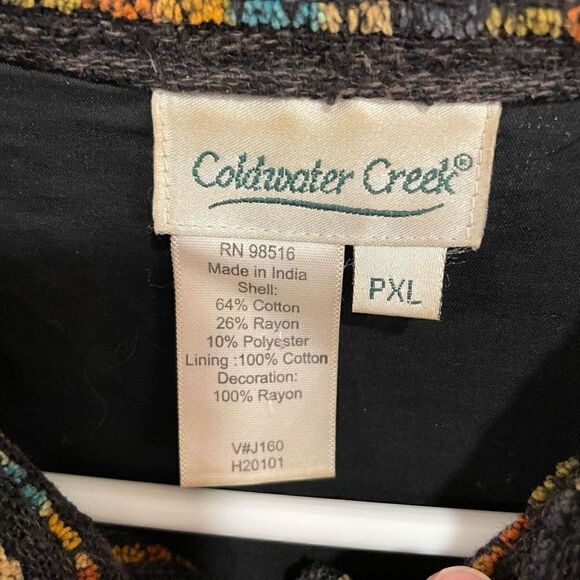 Coldwater Creek®
RN 98516
Made in India
Shell:
64% Cotton
26% Rayon
10% Polyester
Lining :100% Cotton
Decoration:
100% Rayon
V#J160
H20101
PXL